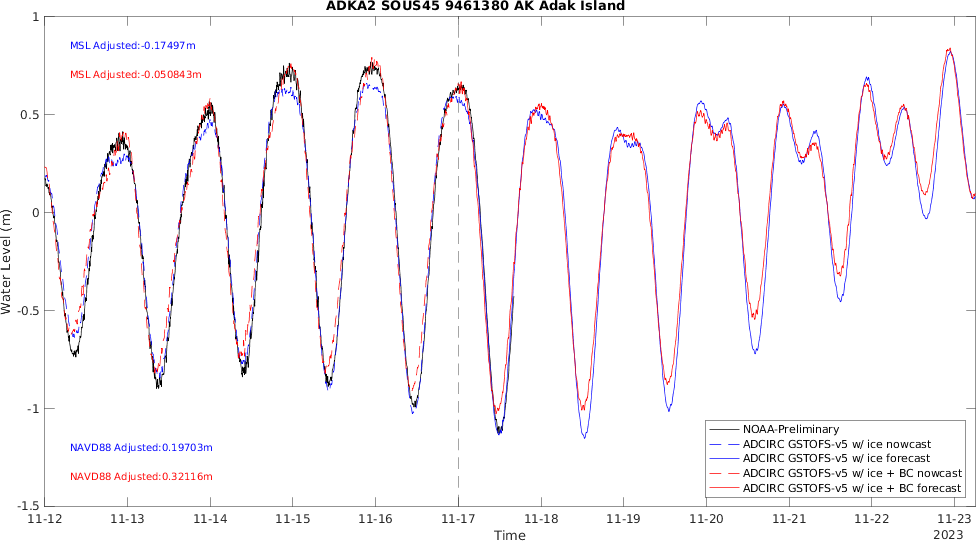 ADKA2 SOUS45 9461380 AK Adak Island
1
0.5
0
-0.5
-1
-1.5
Water Level (m)
MSL Adjusted:-0.17497m
MSL Adjusted:-0.050843m
NAVD88 Adjusted:0.19703m
NAVD88 Adjusted:0.32116m
NOAA-Preliminary
ADCIRC GSTOFS-v5 w/ ice nowcast
ADCIRC GSTOFS-v5 w/ ice forecast
ADCIRC GSTOFS-v5 w/ ice + BC nowcast
ADCIRC GSTOFS-v5 w/ ice + BC forecast
11-12 11-13 11-14 11-15 11-16 11-17 11-18 11-19 11-20 11-21 11-22 11-23
Time
2023